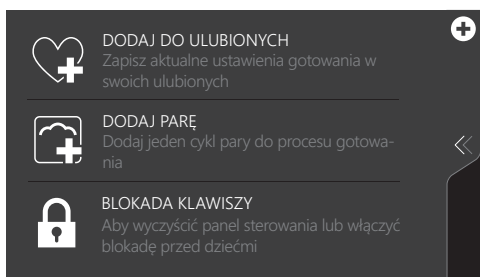 DODAJ DO ULUBIONYCH
Zapisz aktualne ustawienia gotowania w
swoich ulubionych
DODAJ PARĘ
Dodaj jeden cykl pary do procesu gotowa-
nia
BLOKADA KLAWISZY
Aby wyczyścić panel sterowania lub włączyć
blokadę przed dziećmi